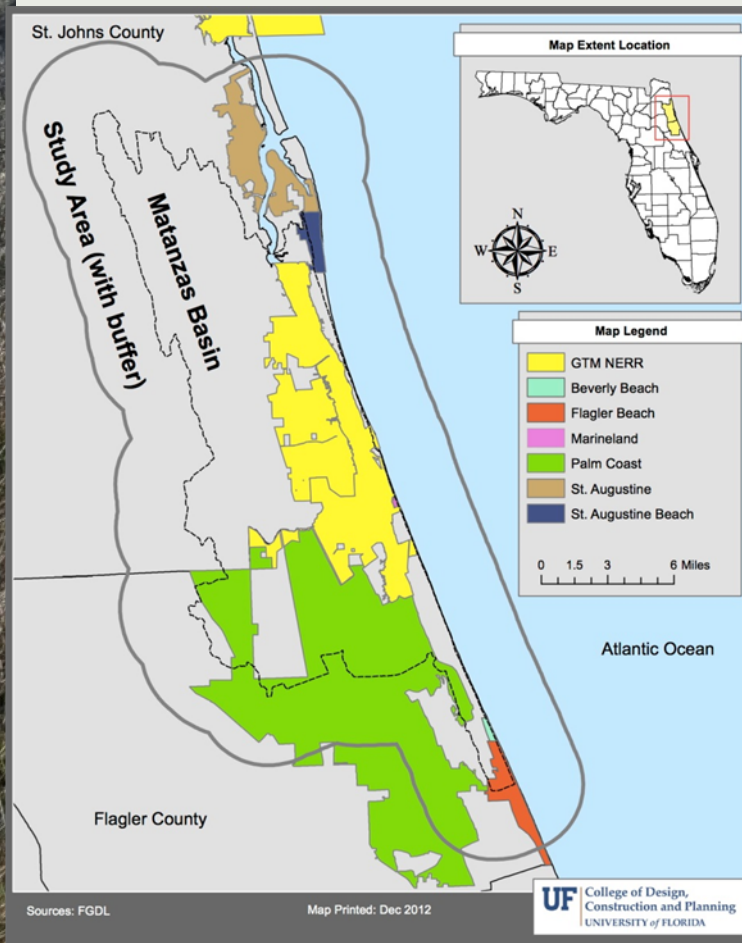 St. Johns County
Study Area (with buffer)
Matanzas Basin
Map Extent Location
N
W
E
S
Map Legend
GTM NERR
Beverly Beach
Flagler Beach
Marineland
Palm Coast
St. Augustine
St. Augustine Beach
0 1.5 3 6 Miles
Atlantic Ocean
Flagler County
Sources: FGDL
Map Printed: Dec 2012
UF
College of Design,
Construction and Planning
UNIVERSITY of FLORIDA